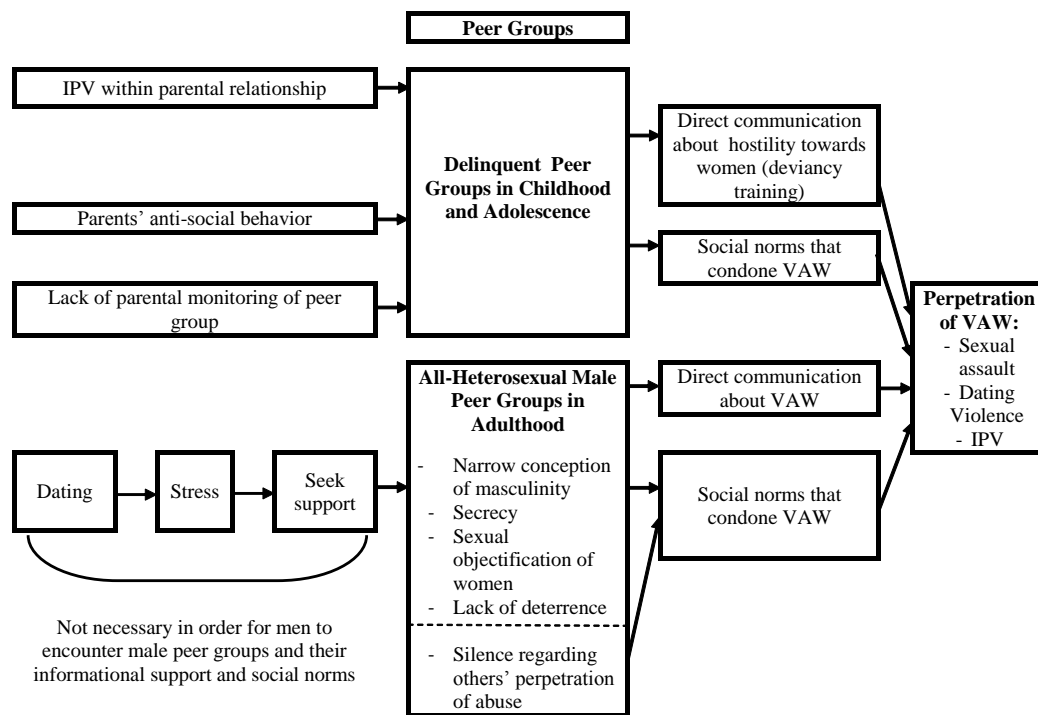 Peer Groups
IPV within parental relationship
Parents' anti-social behavior
Lack of parental monitoring of peer
group
Delinquent Peer
Groups in Childhood
and Adolescence
Direct communication
about hostility towards
women (deviancy
training)
Social norms that
condone VAW
Perpetration
of VAW:
- Sexual
assault
- Dating
Violence
- IPV
Dating
Stress
Seek
support
Not necessary in order for men to
encounter male peer groups and their
informational support and social norms
All-Heterosexual Male
Peer Groups in
Adulthood
- Narrow conception
of masculinity
- Secrecy
- Sexual
objectification of
women
- Lack of deterrence
- Silence regarding
others' perpetration
of abuse
Direct communication
about VAW
Social norms that
condone VAW